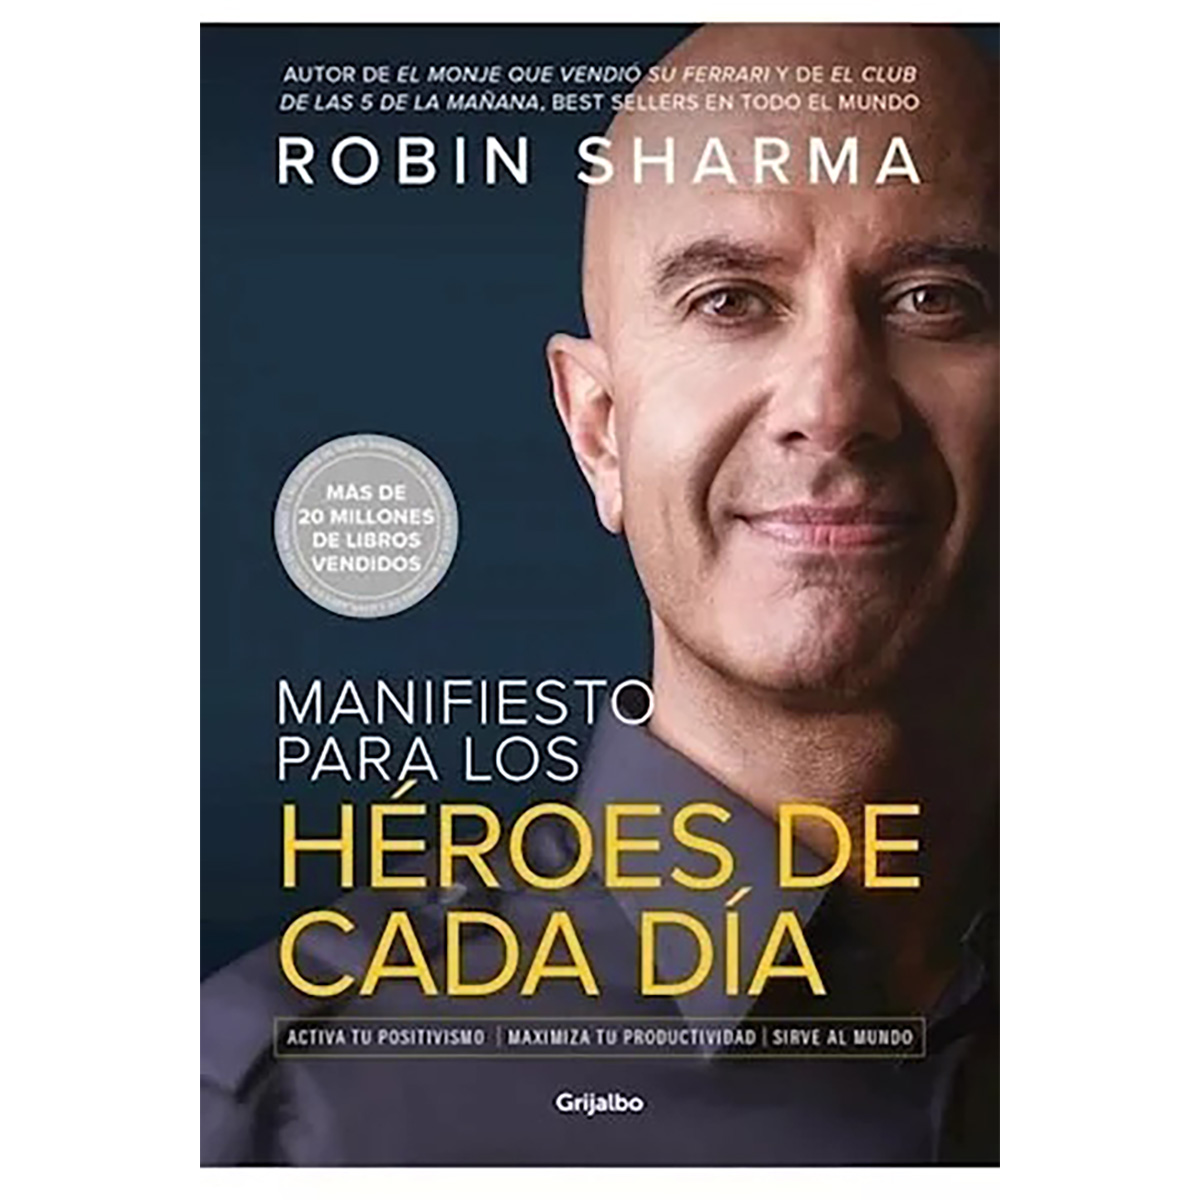 AUTOR DE EL MONJE QUE VENDIÓ SU FERRARI Y DE EL CLUB
DE LAS 5 DE LA MAÑANA, BEST SELLERS EN TODO EL MUNDO
ROBIN SHARMA
MÁS DE
20 MILLONES
DE LIBROS
VENDIDOS
MANIFIESTO
PARA LOS
HÉROES DE
CADA DÍA
ACTIVA TU POSITIVISMO | MAXIMIZA TU PRODUCTIVIDAD | SIRVE AL MUNDO
Grijalbo